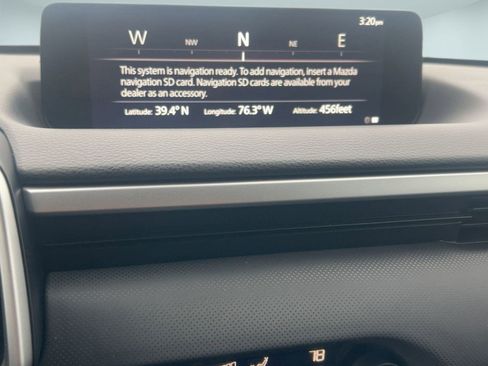 3:20pm
W NW N NE E
This system is navigation ready. To add navigation, insert a Mazda
navigation SD card. Navigation SD cards are available from your
dealer as an accessory.
Latitude: 39.4° N Longitude: 76.3° W Altitude: 456feet
78